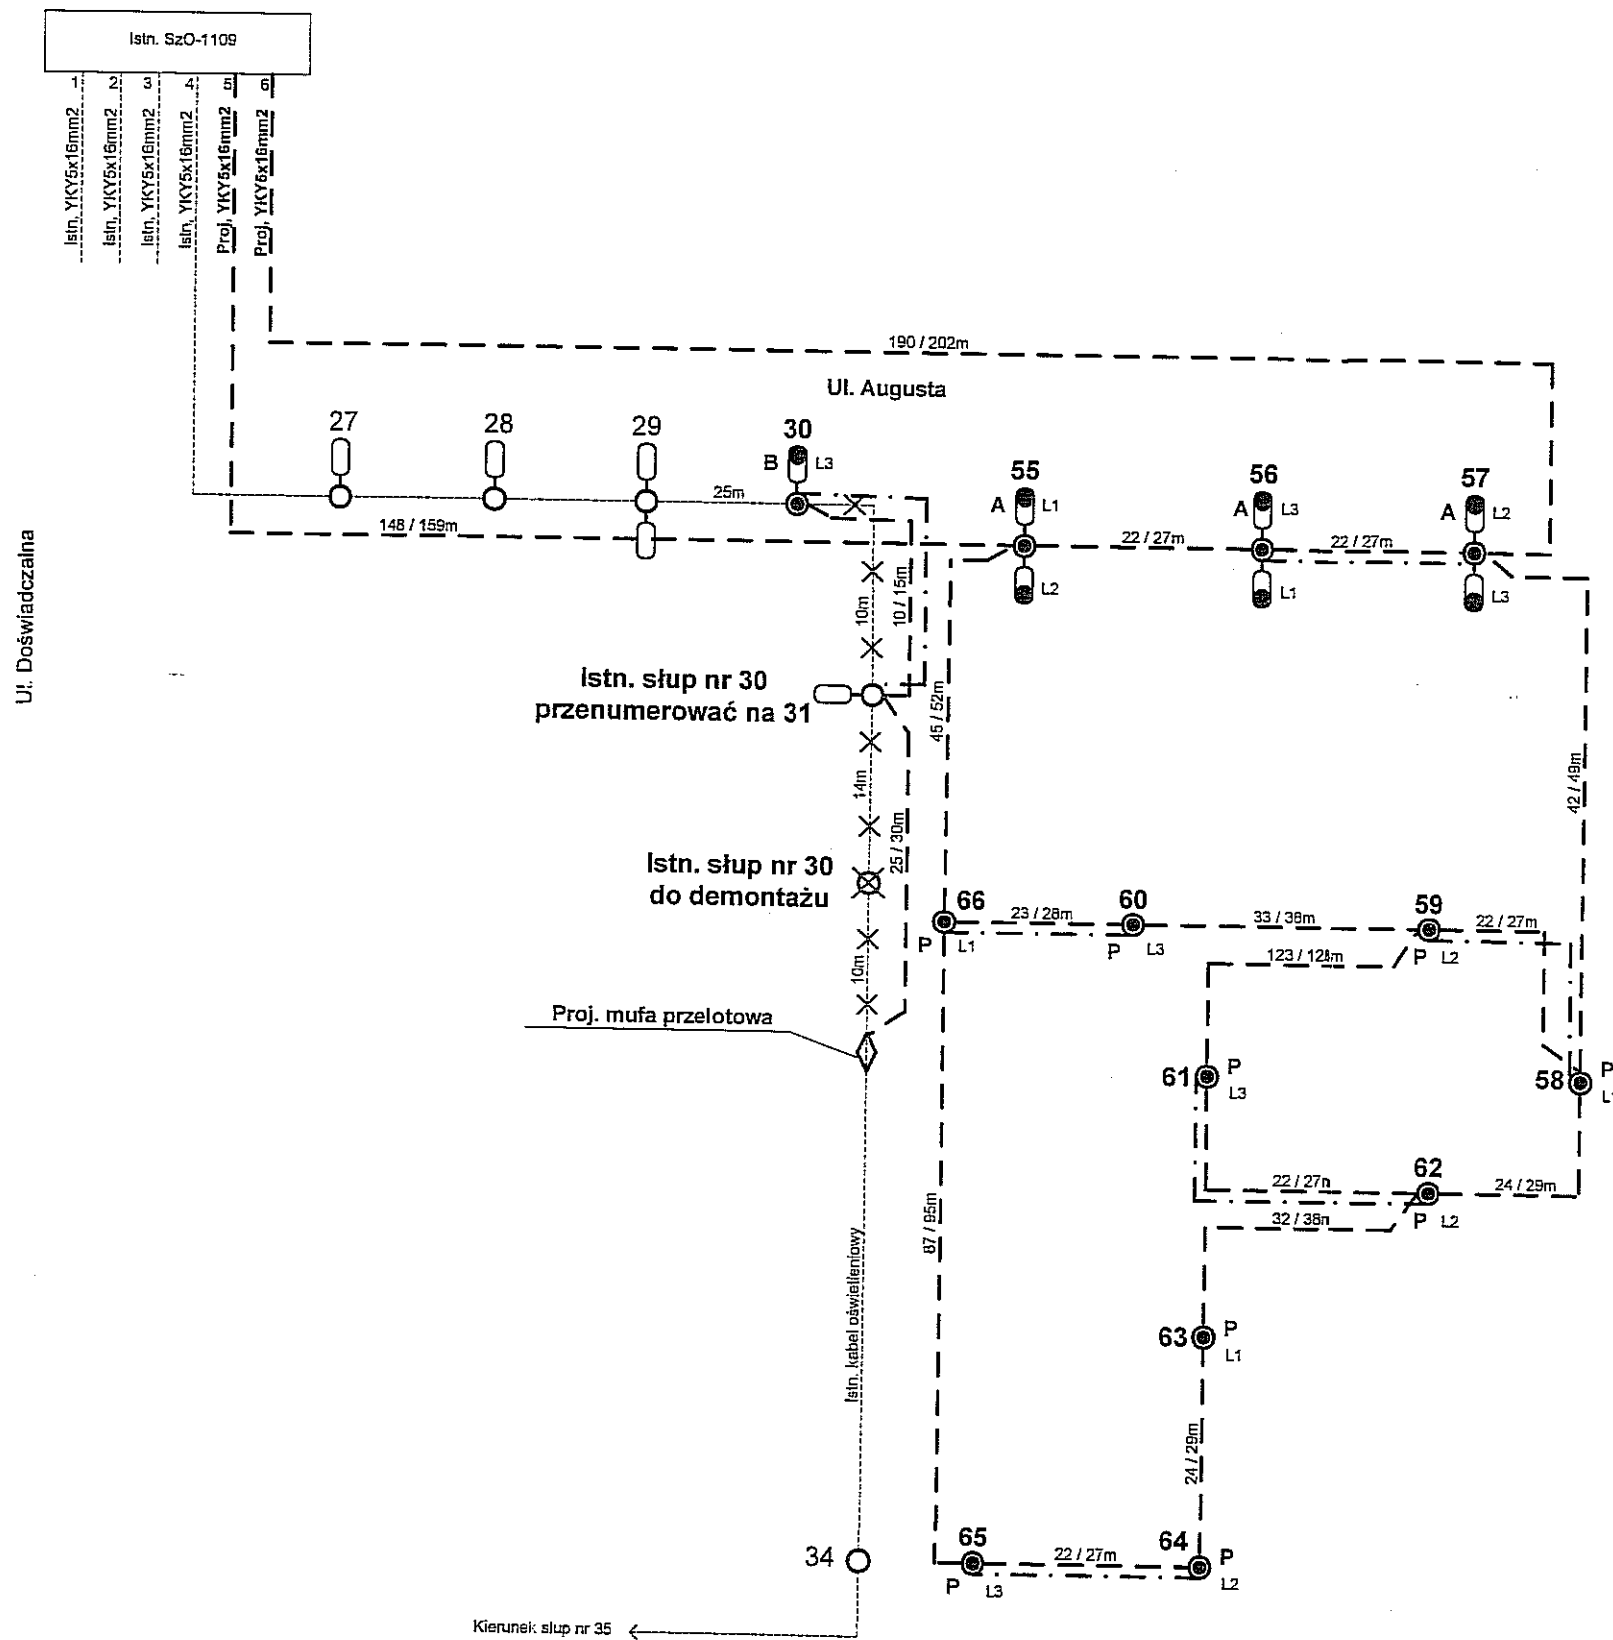 Istn. SzO-1109
1
2
3
4
5
6
Istn. YKY5x16mm2
Istn. YKY5x16mm2
Istn. YKY5x16mm2
Istn. YKY5x16mm2
Proj. YKY5x16mm2
Proj. YKY5x16mm2
190 / 202m
Ul. Augusta
27
28
29
30
B
L3
25m
148 / 159m
55
A
L1
L2
22 / 27m
56
A
L3
L1
22 / 27m
57
A
L2
L3
Ul. Doświadczalna
10m
10 / 15m
Istn. słup nr 30
przenumerować na 31
45 / 52m
42 / 49m
14m
25 / 30m
Istn. słup nr 30
do demontażu
10m
66
P
L1
23 / 28m
60
P
L3
33 / 38m
59
P
L2
22 / 27m
123 / 128m
Proj. mufa przelotowa
61
P
L3
58
P
22 / 27m
62
P
L2
24 / 29m
32 / 38m
87 / 95m
Istn. kabel oświetleniowy
63
P
L1
24 / 29m
34
65
P
L3
22 / 27m
64
P
L2
Kierunek słup nr 35